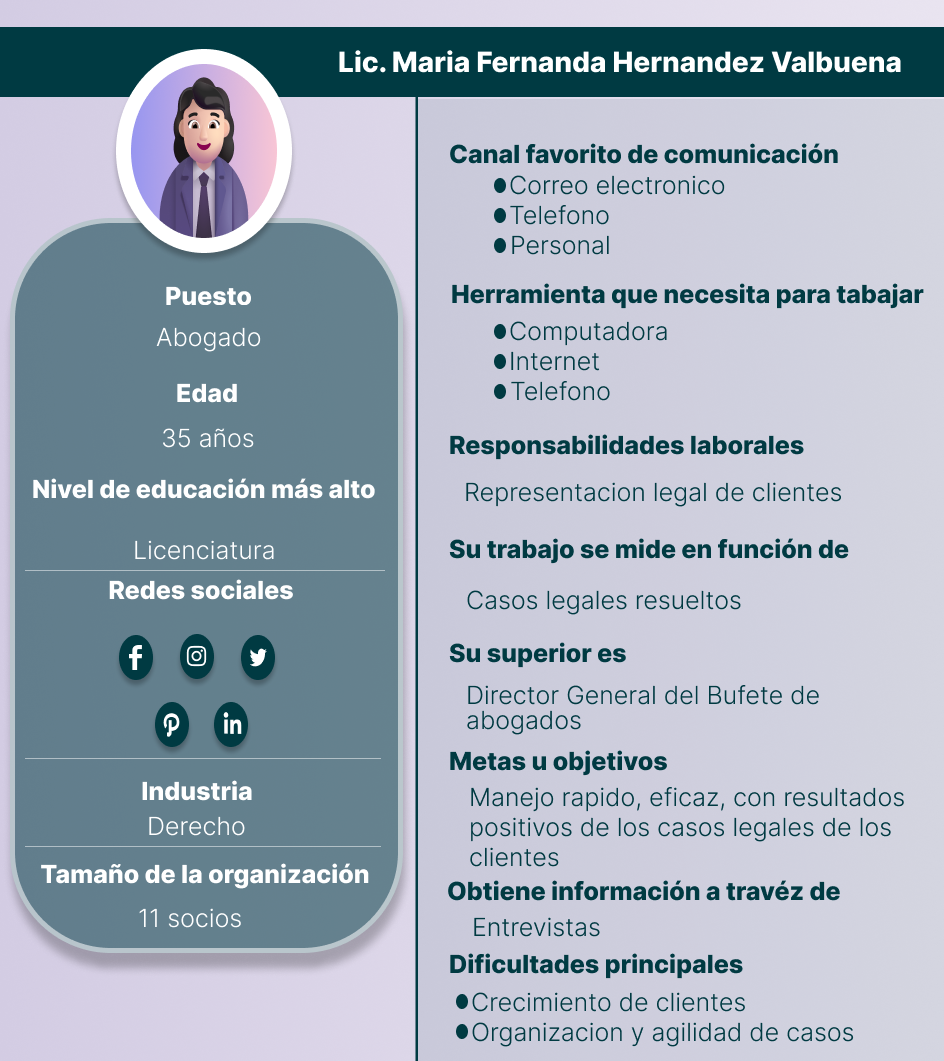 Lic. Maria Fernanda Hernandez Valbuena
Puesto
Abogado
Edad
35 años
Nivel de educación más alto
Licenciatura
Redes sociales
Industria
Derecho
Tamaño de la organización
11 socios
Canal favorito de comunicación
Correo electronico
Telefono
Personal
Herramienta que necesita para tabajar
Computadora
Internet
Telefono
Responsabilidades laborales
Representacion legal de clientes
Su trabajo se mide en función de
Casos legales resueltos
Su superior es
Director General del Bufete de
abogados
Metas u objetivos
Manejo rapido, eficaz, con resultados
positivos de los casos legales de los
clientes
Obtiene información a travéz de
Entrevistas
Dificultades principales
Crecimiento de clientes
Organizacion y agilidad de casos